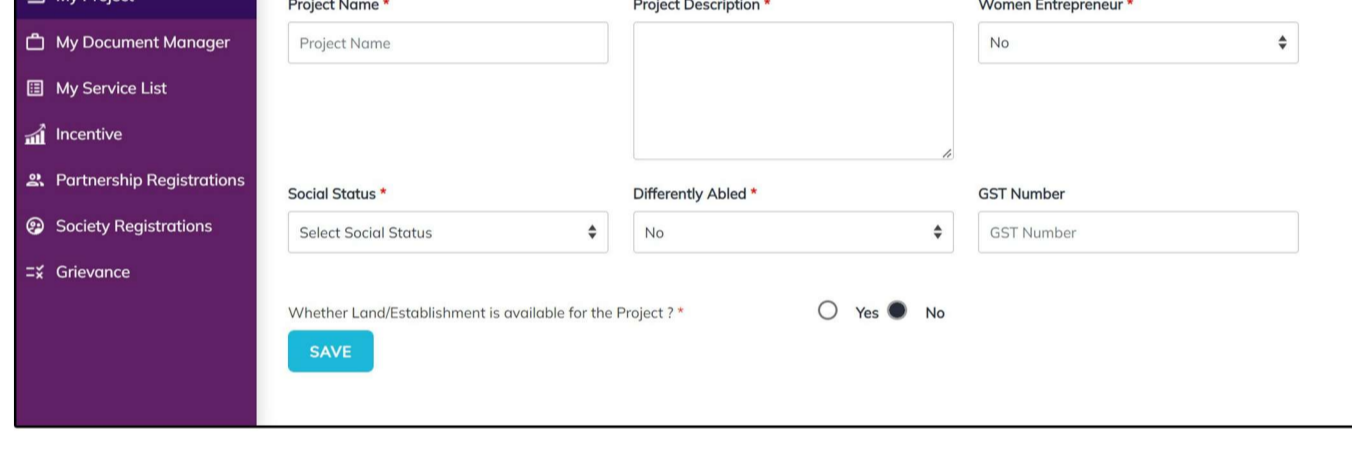 My Project
Project Name *
Project Description *
Women Entrepreneur *
My Document Manager
Project Name
No
My Service List
Incentive
Partnership Registrations
Social Status *
Differently Abled *
GST Number
Society Registrations
Select Social Status
No
GST Number
Grievance
Whether Land/Establishment is available for the Project ? *
Yes
No
SAVE